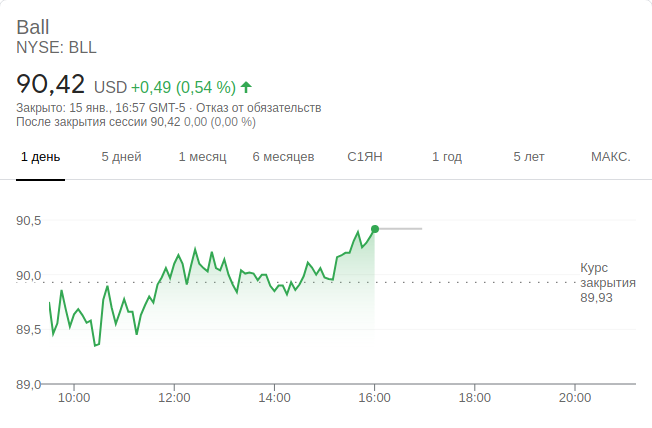 Ball
NYSE: BLL
90,42 USD +0,49 (0,54 %)
Закрыто: 15 янв., 16:57 GMT-5 · Отказ от обязательств
После закрытия сессии 90,42 0,00 (0,00 %)
1 день 5 дней 1 месяц 6 месяцев С1ЯН 1 год 5 лет МАКС.
90,5
90,0
89,5
89,0
Курс
закрытия
89,93
10:00 12:00 14:00 16:00 18:00 20:00